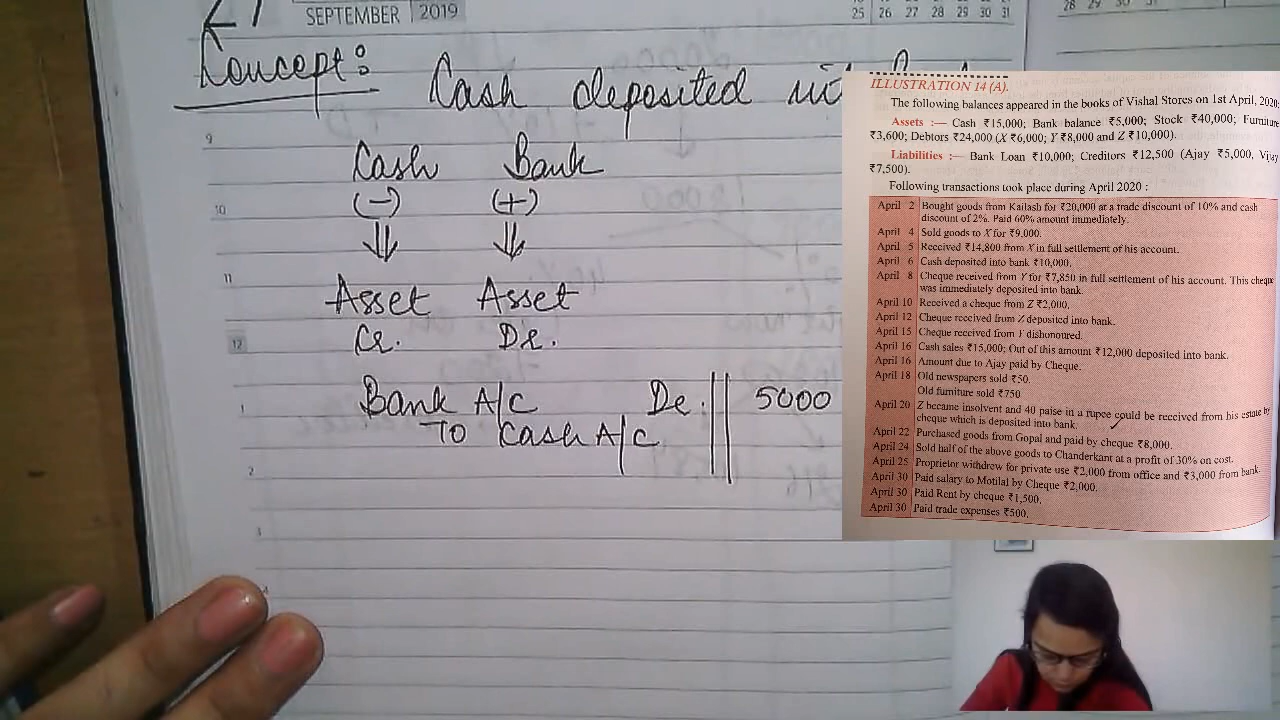 SEPTEMBER 2019
25 26 27 28 29 30 31
Concept:
Cash deposited
9
Cash Bank
10
(-) (+)
11
Asset Asset
12
Cr. Dr.
1
Bank A/C Dr. 5000
To Cash A/C
2
3
ILLUSTRATION 14 (A).
The following balances appeared in the books of Vishal Stores on 1st April, 2020
Assets :— Cash ₹15,000; Bank balance ₹5,000; Stock ₹40,000; Furniture
₹3,600; Debtors ₹24,000 (X ₹6,000; Y ₹8,000 and Z ₹10,000).
Liabilities :— Bank Loan ₹10,000; Creditors ₹12,500 (Ajay ₹5,000, Vijay
₹7,500).
Following transactions took place during April 2020 :
April 2 Bought goods from Kailash for ₹20,000 at a trade discount of 10% and cash
discount of 2%. Paid 60% amount immediately.
April 4 Sold goods to X for ₹9,000.
April 5 Received ₹14,800 from X in full settlement of his account.
April 6 Cash deposited into bank ₹10,000.
April 8 Cheque received from Y for ₹7,850 in full settlement of his account. This cheque
was immediately deposited into bank.
April 10 Received a cheque from Z ₹2,000.
April 12 Cheque received from Z deposited into bank.
April 15 Cheque received from Y dishonoured.
April 16 Cash sales ₹15,000; Out of this amount ₹12,000 deposited into bank.
April 16 Amount due to Ajay paid by Cheque.
April 18 Old newspapers sold ₹50.
Old furniture sold ₹750
April 20 Z became insolvent and 40 paise in a rupee could be received from his estate by
cheque which is deposited into bank.
April 22 Purchased goods from Gopal and paid by cheque ₹8,000.
April 24 Sold half of the above goods to Chanderkant at a profit of 30% on cost.
April 25 Proprietor withdrew for private use ₹2,000 from office and ₹3,000 from bank.
April 30 Paid salary to Motilal by Cheque ₹2,000.
April 30 Paid Rent by cheque ₹1,500.
April 30 Paid trade expenses ₹500.